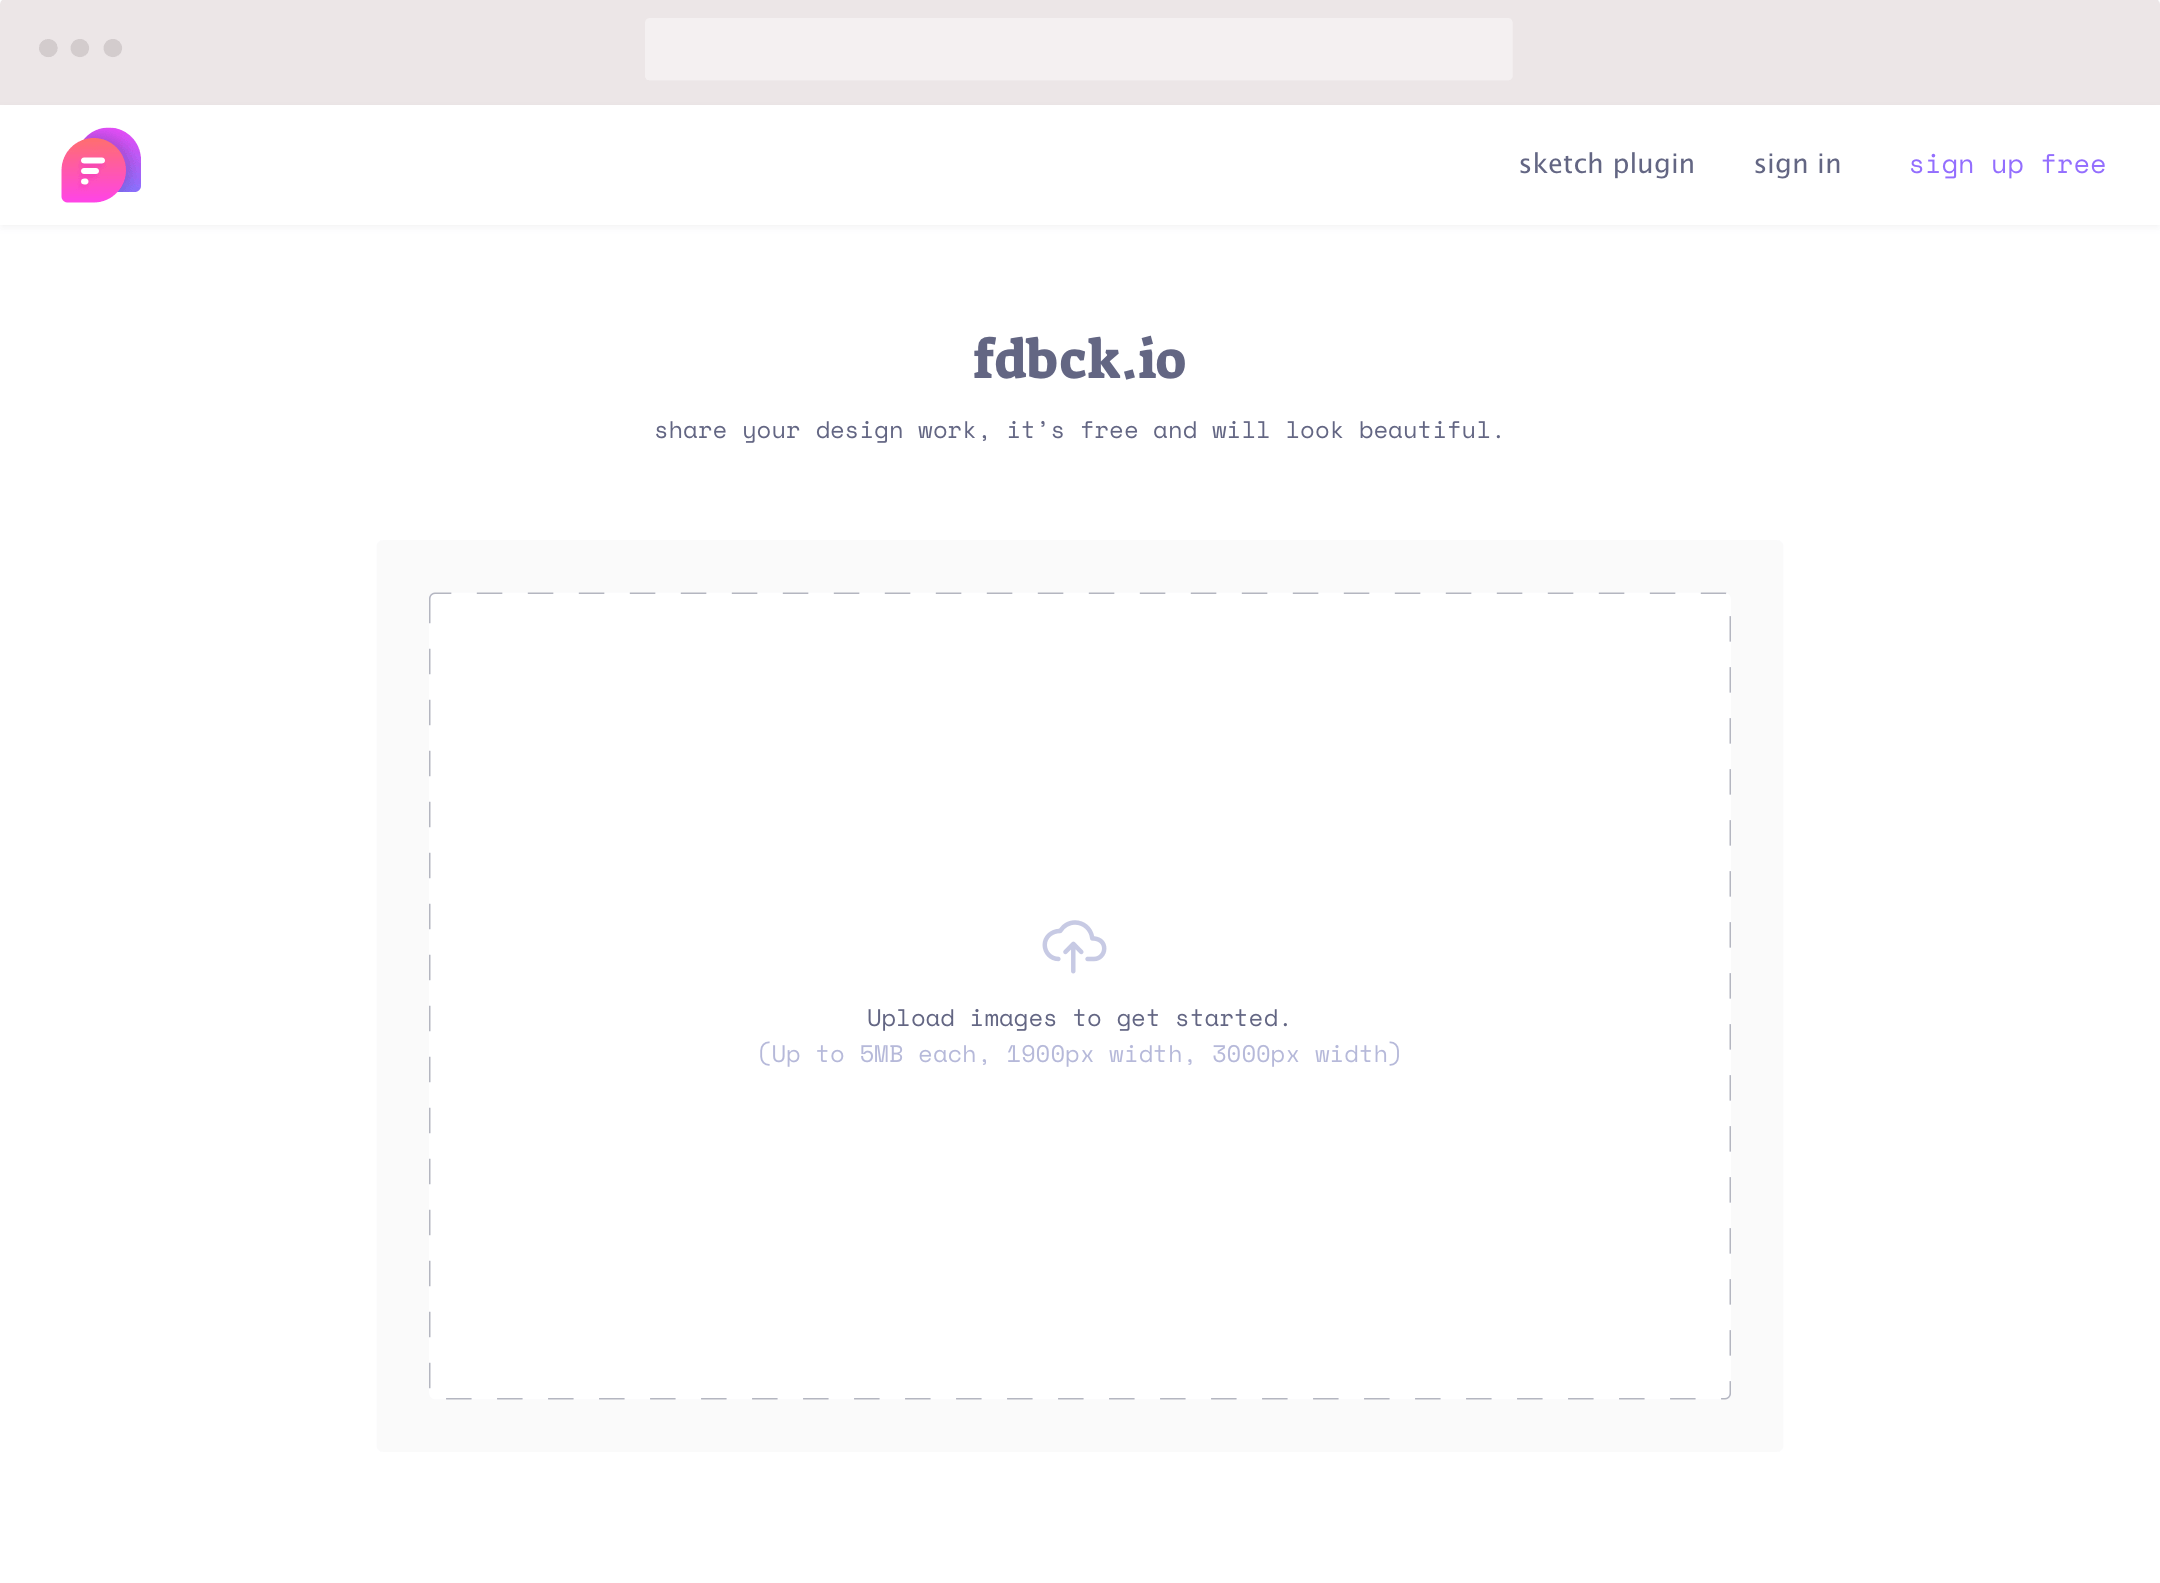 sketch plugin sign in sign up free
fdbck.io
share your design work, it’s free and will look beautiful.
Upload images to get started.
(Up to 5MB each, 1900px width, 3000px width)